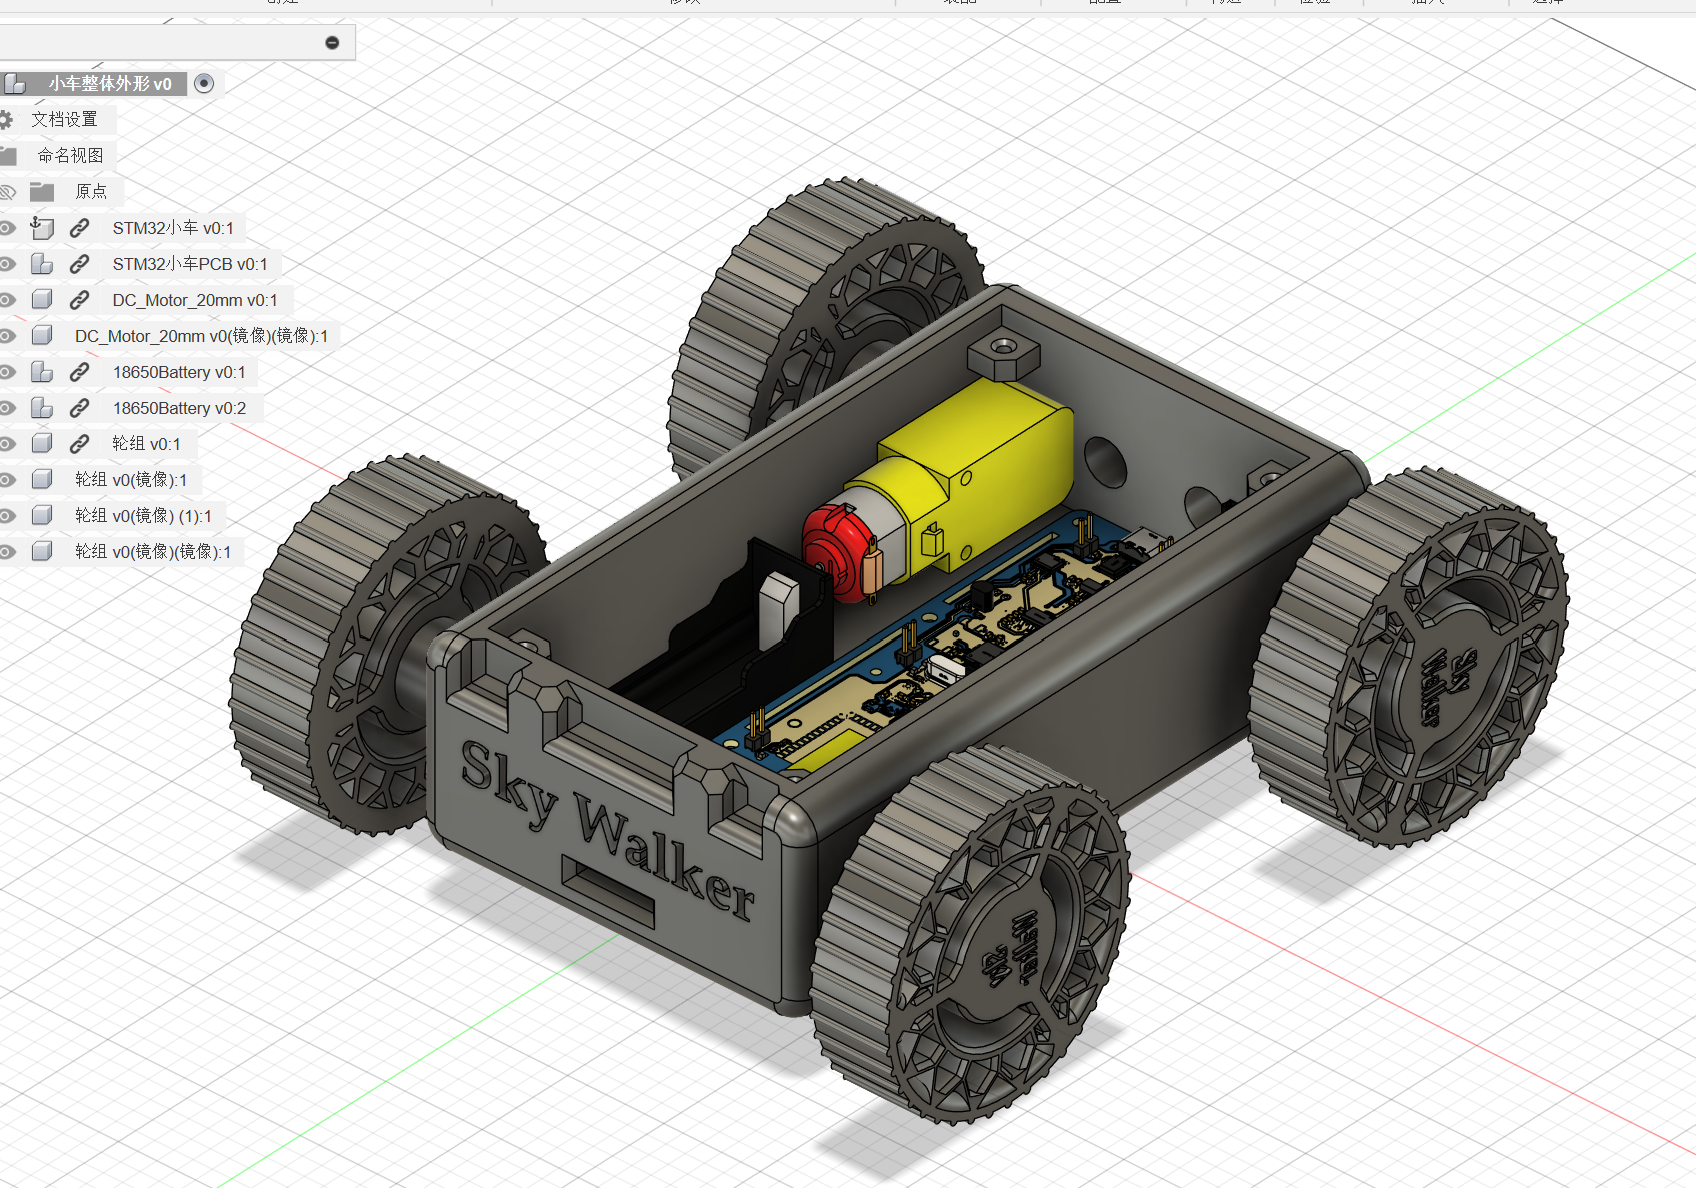 小车整体外形 v0
文档设置
命名视图
原点
STM32小车 v0:1
STM32小车PCB v0:1
DC_Motor_20mm v0:1
DC_Motor_20mm v0(镜像)(镜像):1
18650Battery v0:1
18650Battery v0:2
轮组 v0:1
轮组 v0(镜像):1
轮组 v0(镜像) (1):1
轮组 v0(镜像)(镜像):1
Sky Walker
Sky
Walker
Sky
Walker